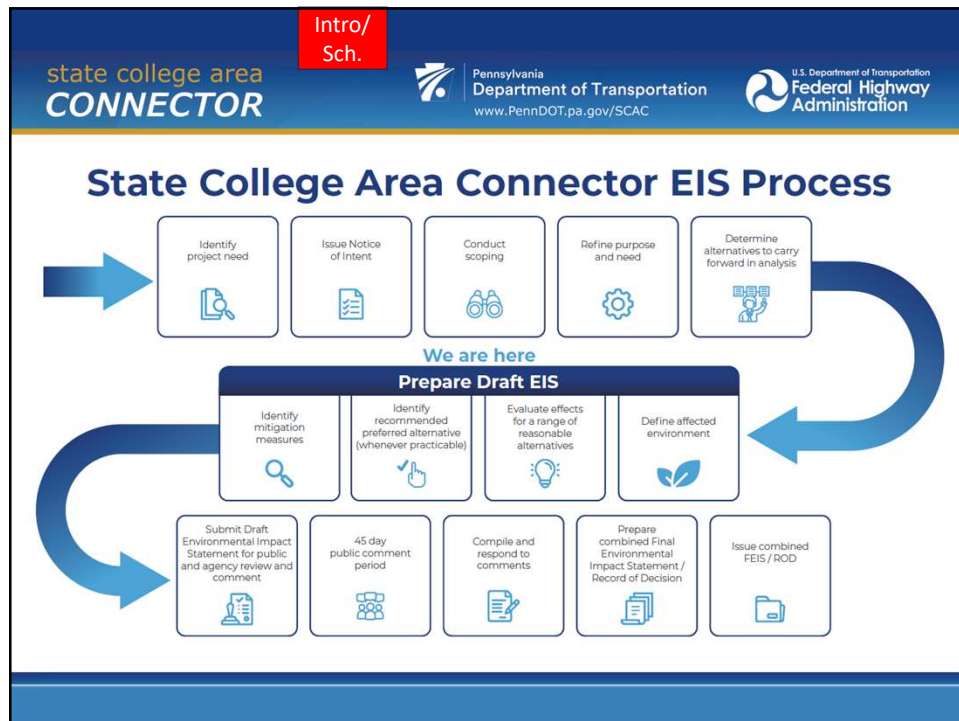 Intro/
Sch.
state college area
CONNECTOR
Pennsylvania
Department of Transportation
www.PennDOT.pa.gov/SCAC
U.S. Department of Transportation
Federal Highway
Administration
State College Area Connector EIS Process
Identify
project need
Issue Notice
of Intent
Conduct
scoping
Refine purpose
and need
Determine
alternatives to carry
forward in analysis
We are here
Prepare Draft EIS
Identify
mitigation
measures
Identify
recommended
preferred alternative
(whenever practicable)
Evaluate effects
for a range of
reasonable
alternatives
Define affected
environment
Submit Draft
Environmental Impact
Statement for public
and agency review and
comment
45 day
public comment
period
Compile and
respond to
comments
Prepare
combined Final
Environmental
Impact Statement /
Record of Decision
Issue combined
FEIS / ROD